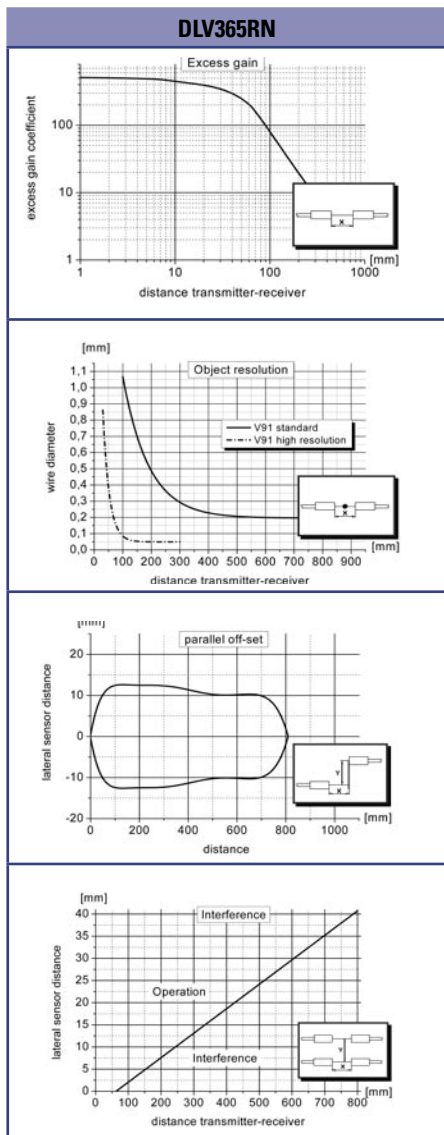 DLV365RN
Excess gain
excess gain coefficient
100
10
1
1 10 100 1000
[mm]
x
distance transmitter-receiver
[mm]
Object resolution
wire diameter
1,1
1,0
0,9
0,8
0,7
0,6
0,5
0,4
0,3
0,2
0,1
0,0
V91 standard
V91 high resolution
x
0 100 200 300 400 500 600 700 800 900
[mm]
distance transmitter-receiver
[mm]
parallel off-set
lateral sensor distance
20
10
0
-10
-20
Y
x
0 200 400 600 800 1000
[mm]
distance
[mm]
Interference
lateral sensor distance
40
35
30
25
20
15
10
5
0
Operation
Interference
Y
x
0 100 200 300 400 500 600 700 800
[mm]
distance transmitter-receiver